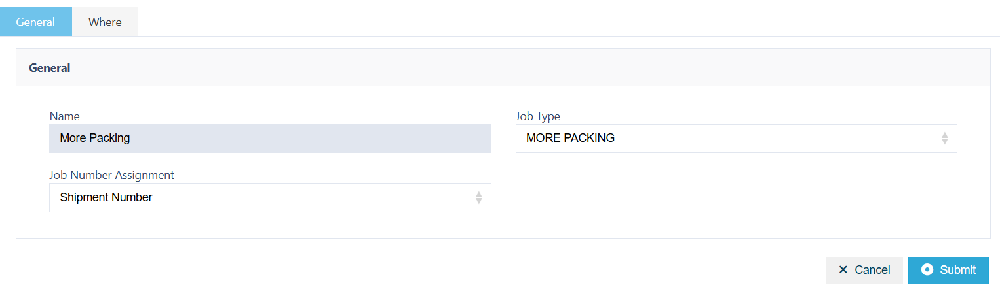 General
Where
General
Name
Job Type
More Packing
MORE PACKING
Job Number Assignment
Shipment Number
Cancel
Submit